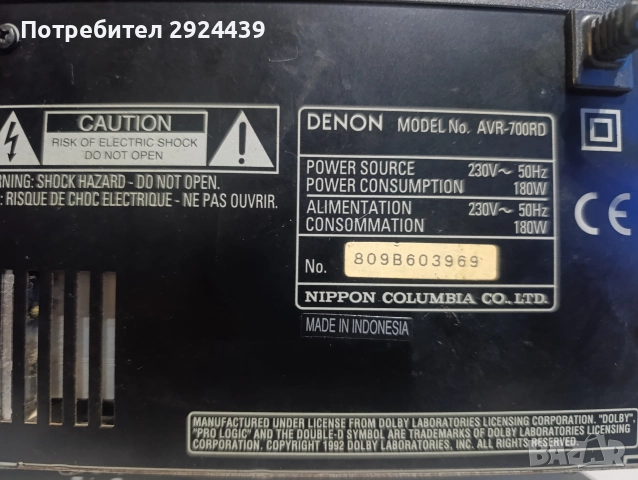 Потребител 2924439
CAUTION
RISK OF ELECTRIC SHOCK
DO NOT OPEN
RNING: SHOCK HAZARD - DO NOT OPEN.
: RISQUE DE CHOC ELECTRIQUE - NE PAS OUVRIR.
DENON MODEL No. AVR-700RD
POWER SOURCE 230V~ 50Hz
POWER CONSUMPTION 180W
ALIMENTATION 230V~ 50Hz
CONSOMMATION 180W
No. 809B603969
NIPPON COLUMBIA CO., LTD.
MADE IN INDONESIA
CE
MANUFACTURED UNDER LICENSE FROM DOLBY LABORATORIES LICENSING CORPORATION. "DOLBY",
"PRO LOGIC" AND THE DOUBLE-D SYMBOL ARE TRADEMARKS OF DOLBY LABORATORIES LICENSING
CORPORATION. COPYRIGHT 1992 DOLBY LABORATORIES, INC. ALL RIGHTS RESERVED.
BAZAR